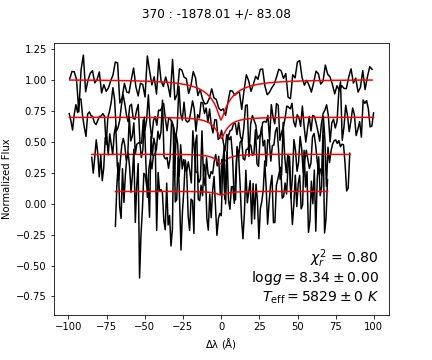 370 : -1878.01 +/- 83.08
1.25
1.00
0.75
0.50
0.25
0.00
−0.25
−0.50
−0.75
Normalized Flux
χ²ᵣ = 0.80
log g = 8.34 ± 0.00
T_eff = 5829 ± 0 K
−100 −75 −50 −25 0 25 50 75 100
Δλ (Å)